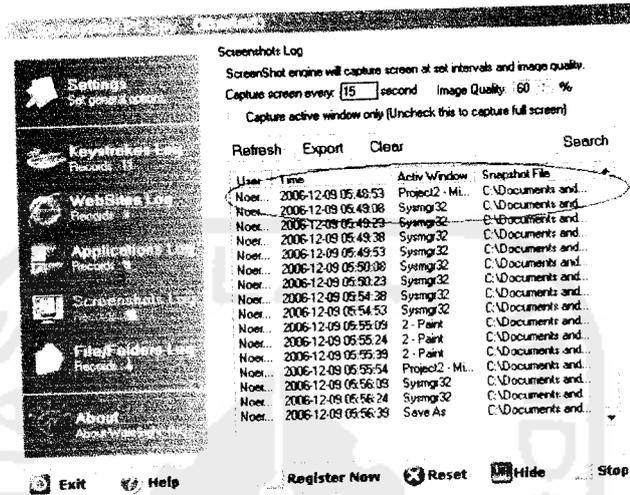 PC Spy
Screenshots Log
ScreenShot engine will capture screen at set intervals and image quality.
Capture screen every: 15 second Image Quality: 60 %
Capture active window only (Uncheck this to capture full screen)
Settings
Set general options
Keystrokes Log
Records
WebSites Log
Records
Applications Log
Records
Screenshots Log
File/Folders Log
Records
About
Refresh Export Clear Search
User Time Activ Window Snapshot File
Noer... 2006-12-09 05:48:53 Project2 - Mi... C:\Documents and...
Noer... 2006-12-09 05:49:08 Sysmgr32 C:\Documents and...
Noer... 2006-12-09 05:49:23 Sysmgr32 C:\Documents and...
Noer... 2006-12-09 05:49:38 Sysmgr32 C:\Documents and...
Noer... 2006-12-09 05:49:53 Sysmgr32 C:\Documents and...
Noer... 2006-12-09 05:50:08 Sysmgr32 C:\Documents and...
Noer... 2006-12-09 05:50:23 Sysmgr32 C:\Documents and...
Noer... 2006-12-09 05:54:38 Sysmgr32 C:\Documents and...
Noer... 2006-12-09 05:54:53 Sysmgr32 C:\Documents and...
Noer... 2006-12-09 05:55:09 2 - Paint C:\Documents and...
Noer... 2006-12-09 05:55:24 2 - Paint C:\Documents and...
Noer... 2006-12-09 05:55:39 2 - Paint C:\Documents and...
Noer... 2006-12-09 05:55:54 Project2 - Mi... C:\Documents and...
Noer... 2006-12-09 05:56:09 Sysmgr32 C:\Documents and...
Noer... 2006-12-09 05:56:24 Sysmgr32 C:\Documents and...
Noer... 2006-12-09 05:56:39 Save As C:\Documents and...
Exit Help Register Now Reset Hide Stop